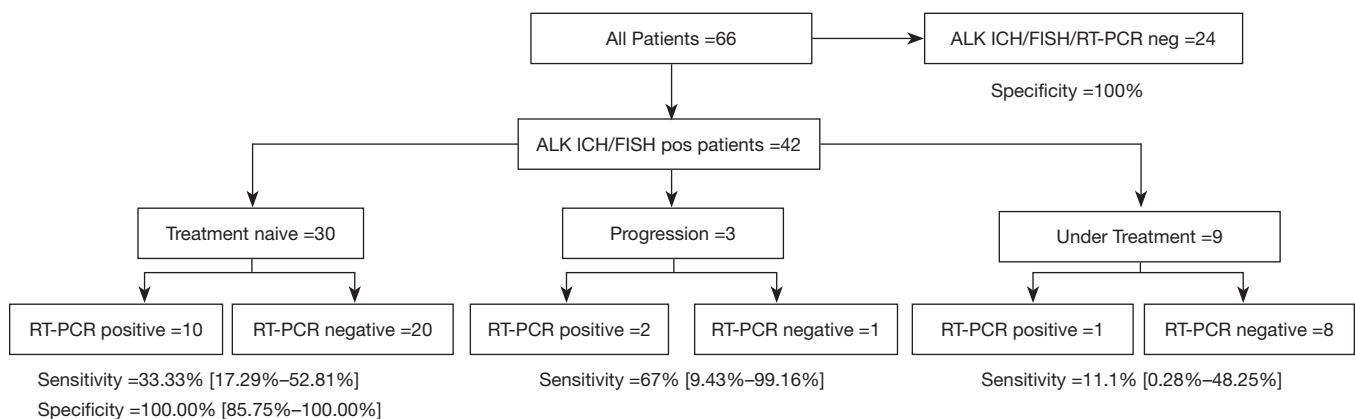 All Patients =66
ALK ICH/FISH/RT-PCR neg =24
Specificity =100%
ALK ICH/FISH pos patients =42
Treatment naive =30
Progression =3
Under Treatment =9
RT-PCR positive =10
RT-PCR negative =20
RT-PCR positive =2
RT-PCR negative =1
RT-PCR positive =1
RT-PCR negative =8
Sensitivity =33.33% [17.29%–52.81%]
Sensitivity =67% [9.43%–99.16%]
Sensitivity =11.1% [0.28%–48.25%]
Specificity =100.00% [85.75%–100.00%]